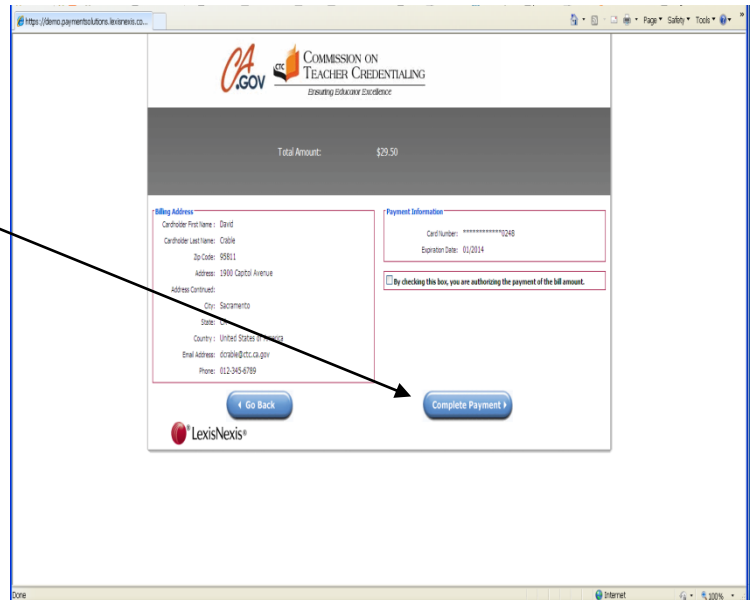 https://demo.paymentsolutions.lexisnexis.co...
Page Safety Tools
CA.GOV
CTC
COMMISSION ON
TEACHER CREDENTIALING
Ensuring Educator Excellence
Total Amount: $29.50
Billing Address
Cardholder First Name : David
Cardholder Last Name: Crable
Zip Code: 95811
Address: 1900 Capitol Avenue
Address Continued:
City: Sacramento
State: CA
Country : United States of America
Email Address: dcrable@ctc.ca.gov
Phone: 012-345-6789
Payment Information
Card Number: ************0248
Expiration Date: 01/2014
By checking this box, you are authorizing the payment of the bill amount.
Go Back
Complete Payment
LexisNexis®
Done
Internet
100%